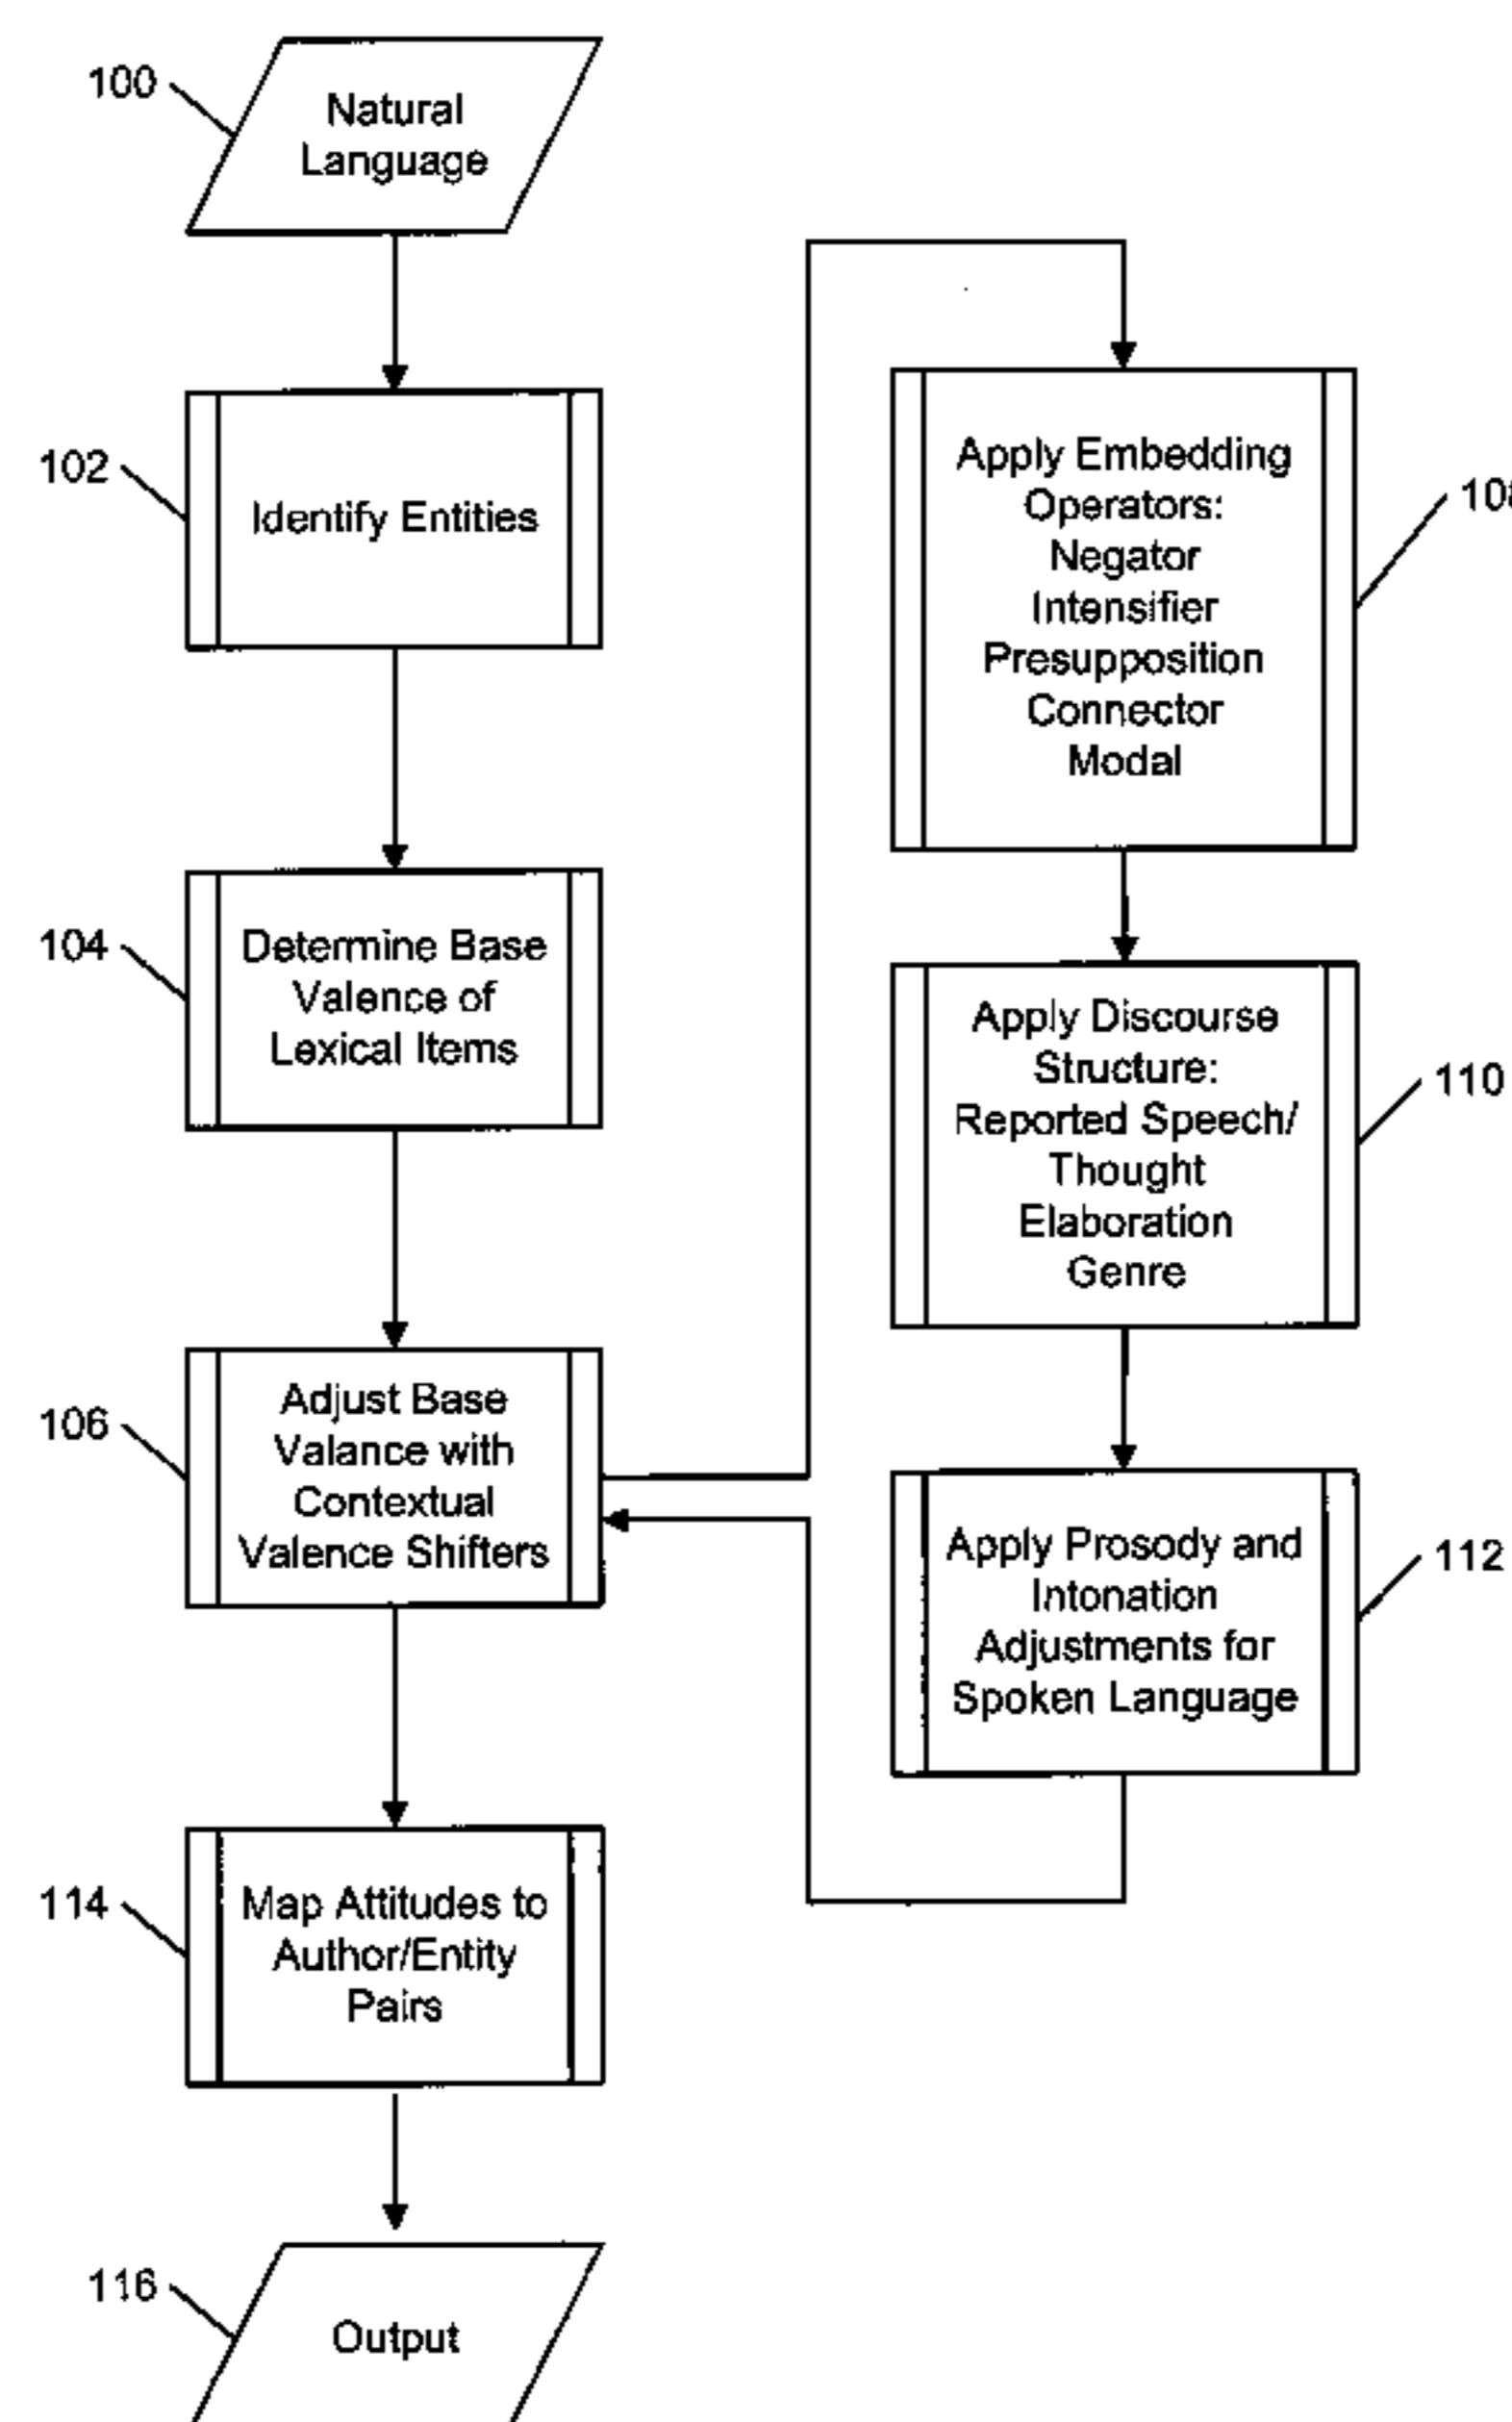 100
Natural
Language
102
Identify Entities
104
Determine Base
Valence of
Lexical Items
106
Adjust Base
Valance with
Contextual
Valence Shifters
Apply Embedding
Operators:
Negator
Intensifier
Presupposition
Connector
Modal
Apply Discourse
Structure:
Reported Speech/
Thought
Elaboration
Genre
110
Apply Prosody and
Intonation
Adjustments for
Spoken Language
112
114
Map Attitudes to
Author/Entity
Pairs
116
Output